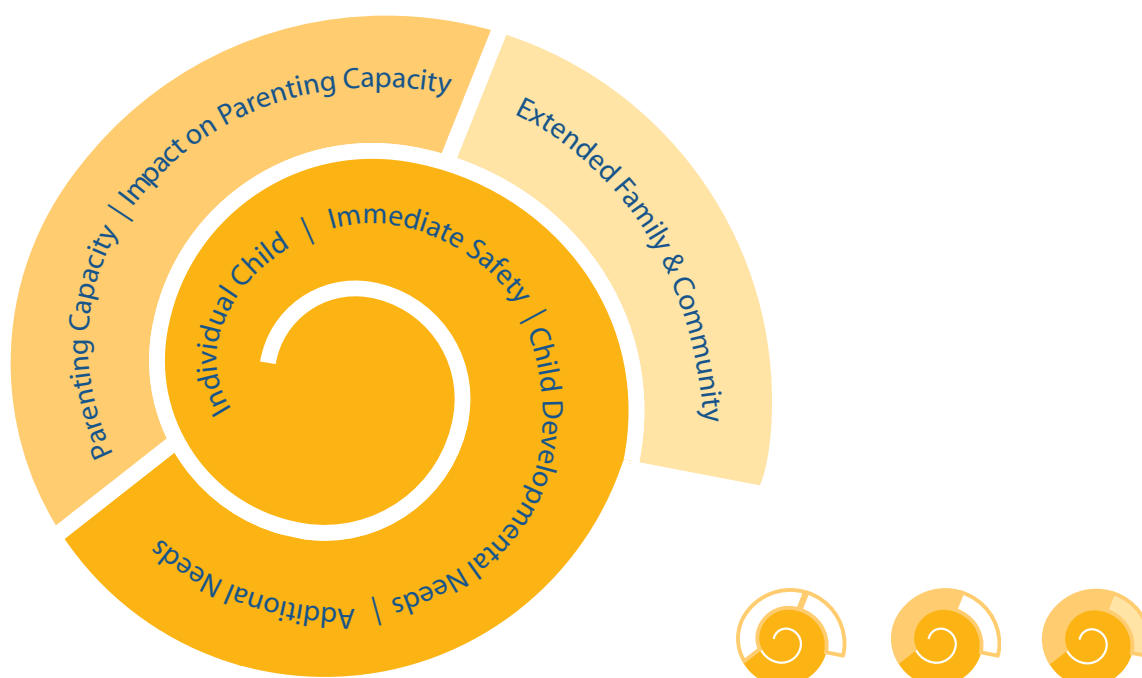 Individual Child | Immediate Safety | Child Developmental Needs | Additional Needs
Parenting Capacity | Impact on Parenting Capacity
Extended Family & Community